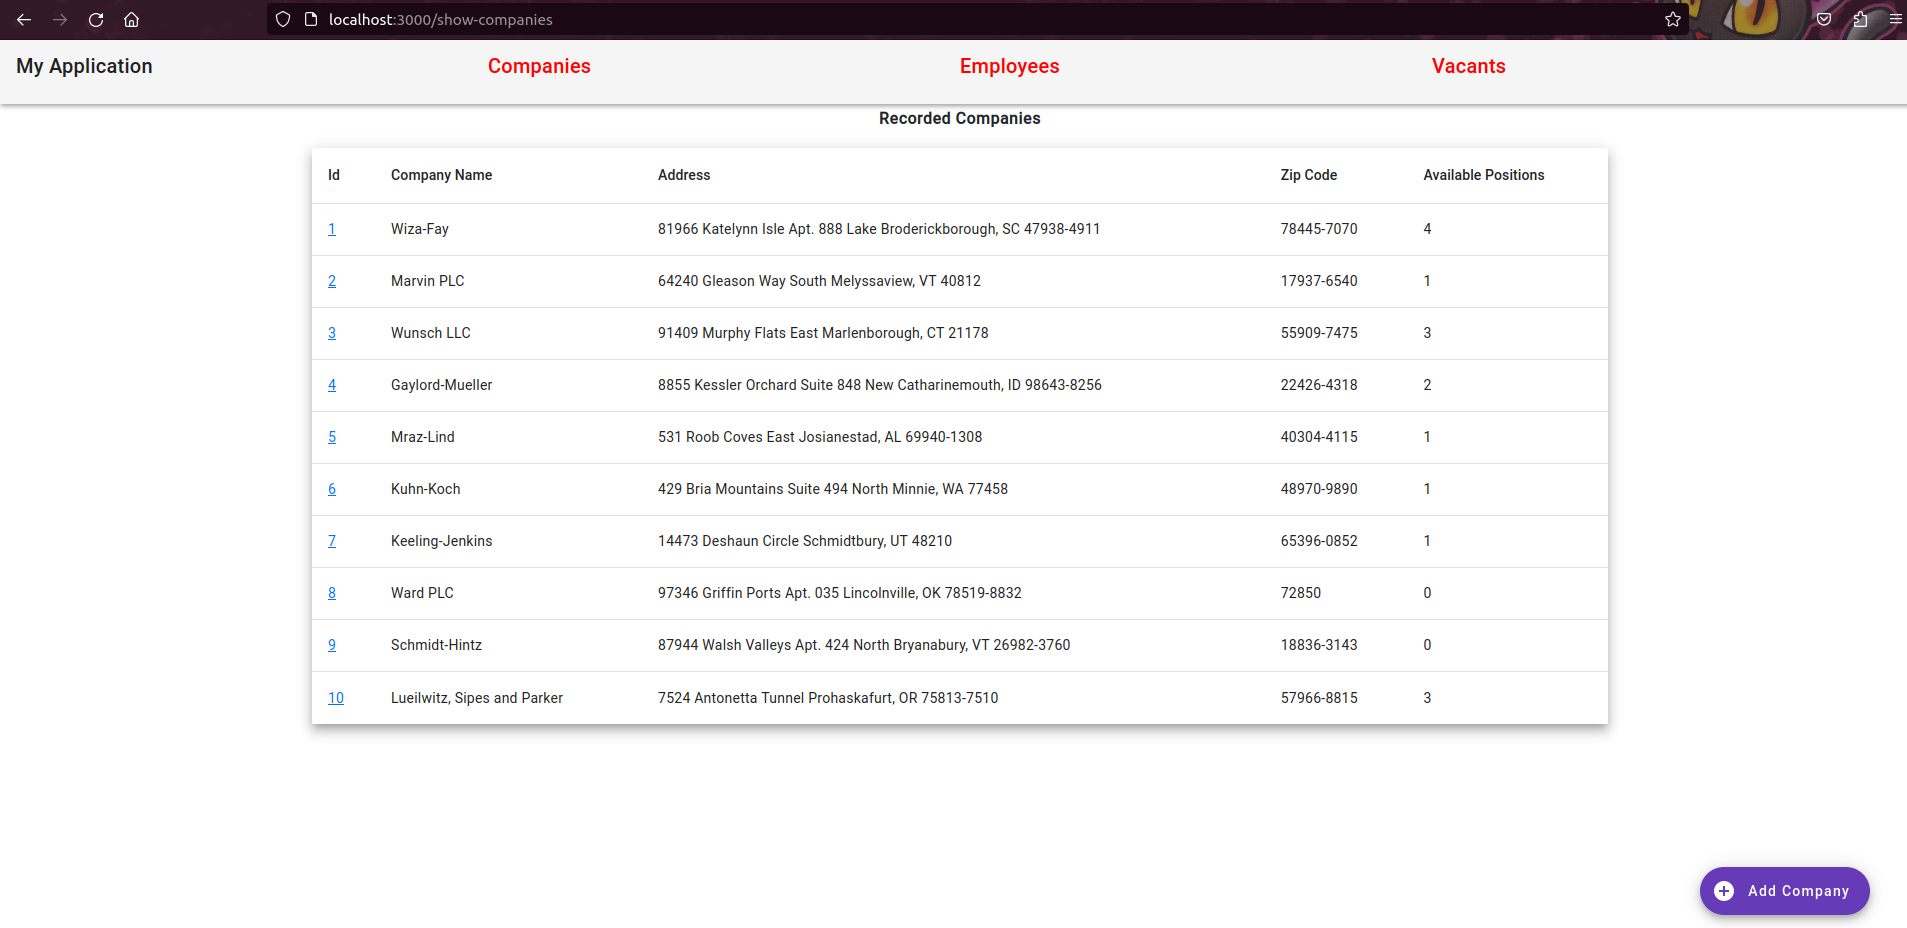 localhost:3000/show-companies
My Application Companies Employees Vacants
Recorded Companies
Id Company Name Address Zip Code Available Positions
1 Wiza-Fay 81966 Katelynn Isle Apt. 888 Lake Broderickborough, SC 47938-4911 78445-7070 4
2 Marvin PLC 64240 Gleason Way South Melyssaview, VT 40812 17937-6540 1
3 Wunsch LLC 91409 Murphy Flats East Marlenborough, CT 21178 55909-7475 3
4 Gaylord-Mueller 8855 Kessler Orchard Suite 848 New Catharinemouth, ID 98643-8256 22426-4318 2
5 Mraz-Lind 531 Roob Coves East Josianestad, AL 69940-1308 40304-4115 1
6 Kuhn-Koch 429 Bria Mountains Suite 494 North Minnie, WA 77458 48970-9890 1
7 Keeling-Jenkins 14473 Deshaun Circle Schmidtbury, UT 48210 65396-0852 1
8 Ward PLC 97346 Griffin Ports Apt. 035 Lincolnville, OK 78519-8832 72850 0
9 Schmidt-Hintz 87944 Walsh Valleys Apt. 424 North Bryanabury, VT 26982-3760 18836-3143 0
10 Lueilwitz, Sipes and Parker 7524 Antonetta Tunnel Prohaskafurt, OR 75813-7510 57966-8815 3
Add Company